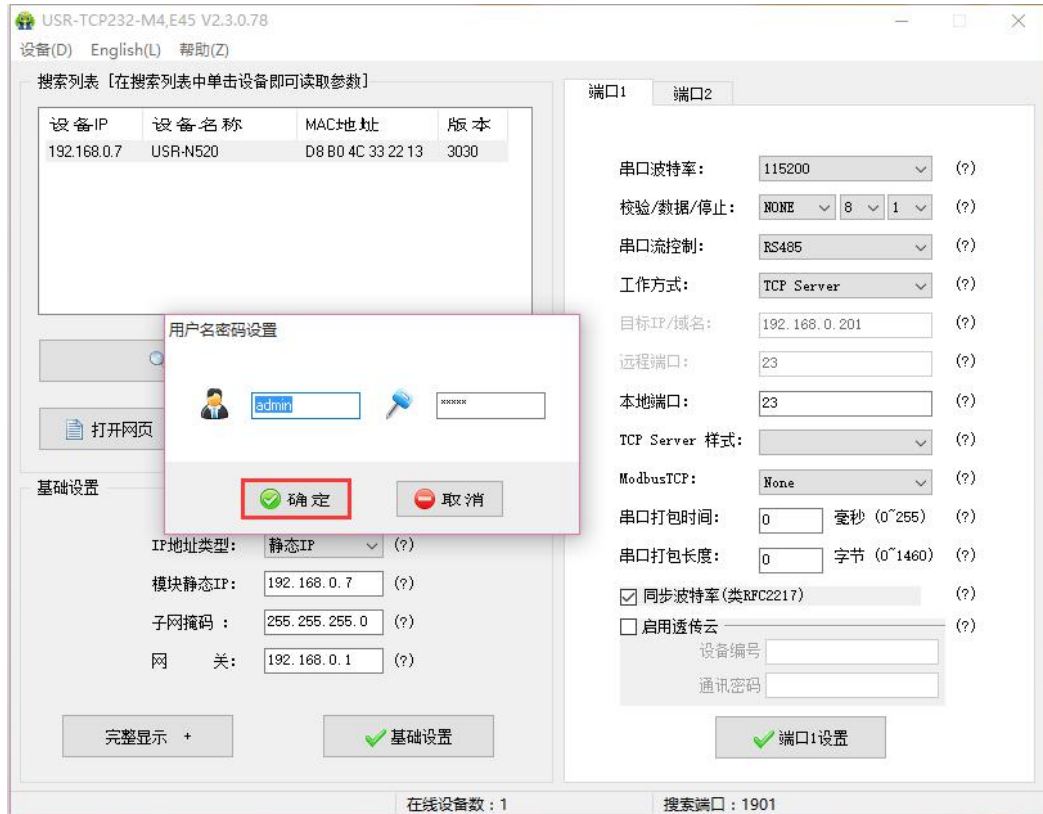 USR-TCP232-M4,E45 V2.3.0.78
设备(D) English(L) 帮助(Z)
搜索列表 [在搜索列表中单击设备即可读取参数]
设备IP 设备名称 MAC地址 版本
192.168.0.7 USR-N520 D8 B0 4C 33 22 13 3030
用户名密码设置
admin *****
确定 取消
打开网页
基础设置
IP地址类型: 静态IP (?)
模块静态IP: 192.168.0.7 (?)
子网掩码 : 255.255.255.0 (?)
网 关: 192.168.0.1 (?)
完整显示 + 基础设置
端口1 端口2
串口波特率: 115200 (?)
校验/数据/停止: NONE 8 1 (?)
串口流控制: RS485 (?)
工作方式: TCP Server (?)
目标IP/域名: 192.168.0.201 (?)
远程端口: 23 (?)
本地端口: 23 (?)
TCP Server 样式: (?)
ModbusTCP: None (?)
串口打包时间: 0 毫秒 (0~255) (?)
串口打包长度: 0 字节 (0~1460) (?)
同步波特率(类RFC2217) (?)
启用透传云 (?)
设备编号
通讯密码
端口1设置
在线设备数:1 搜索端口:1901